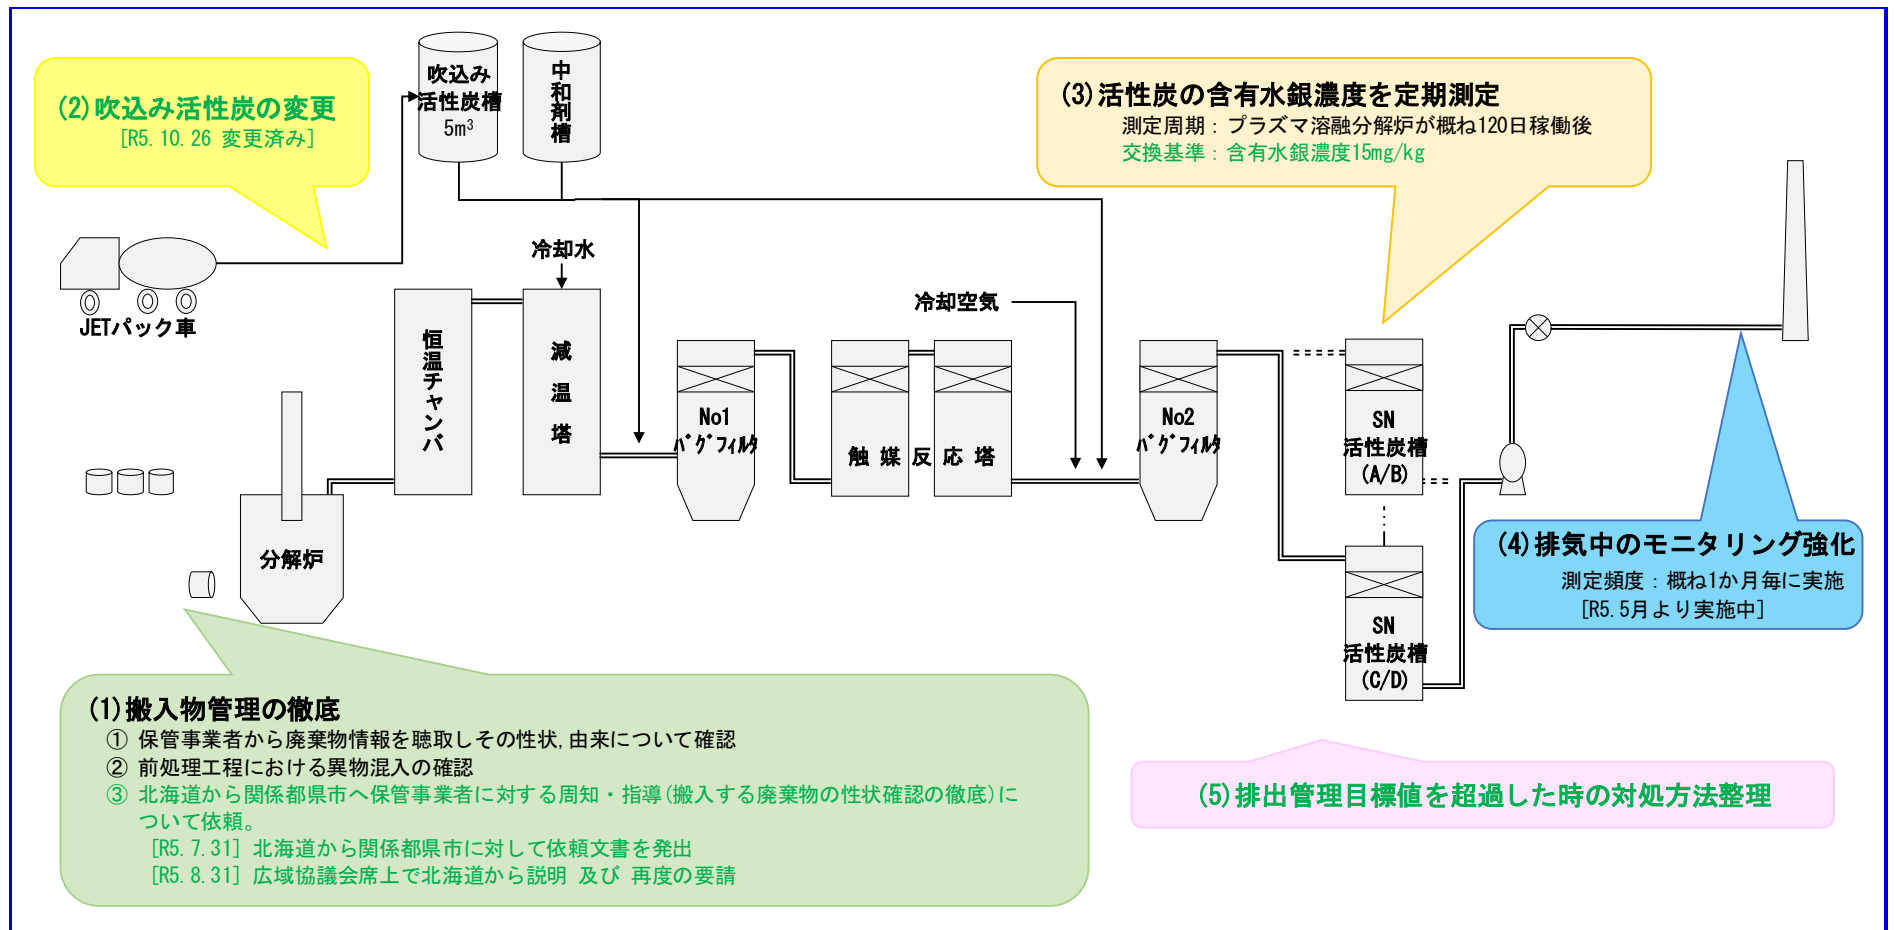 (2)吹込み活性炭の変更
[R5.10.26 変更済み]
吹込み
活性炭槽
5m³
中和剤槽
(3)活性炭の含有水銀濃度を定期測定
測定周期：プラズマ溶融分解炉が概ね120日稼働後
交換基準：含有水銀濃度15mg/kg
JETパック車
冷却水
冷却空気
恒温チャンバ
減温塔
No1
ﾊﾞｸﾞﾌｨﾙﾀ
触媒反応塔
No2
ﾊﾞｸﾞﾌｨﾙﾀ
SN
活性炭槽
(A/B)
分解炉
SN
活性炭槽
(C/D)
(4)排気中のモニタリング強化
測定頻度：概ね1か月毎に実施
[R5.5月より実施中]
(1)搬入物管理の徹底
① 保管事業者から廃棄物情報を聴取しその性状,由来について確認
② 前処理工程における異物混入の確認
③ 北海道から関係都県市へ保管事業者に対する周知・指導(搬入する廃棄物の性状確認の徹底)に
ついて依頼。
[R5.7.31] 北海道から関係都県市に対して依頼文書を発出
[R5.8.31] 広域協議会席上で北海道から説明 及び 再度の要請
(5)排出管理目標値を超過した時の対処方法整理